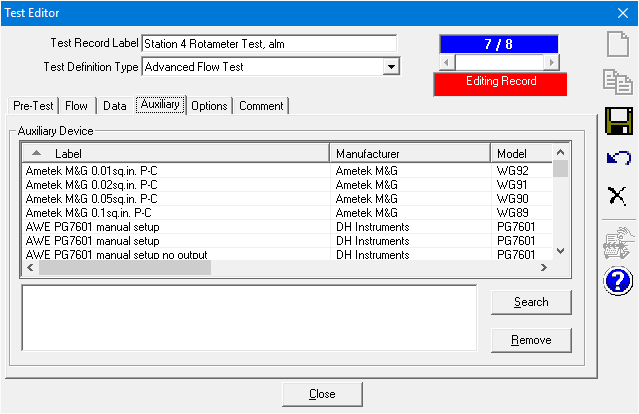 Test Editor
Test Record Label Station 4 Rotameter Test, alm
7 / 8
Test Definition Type Advanced Flow Test
Editing Record
Pre-Test Flow Data Auxiliary Options Comment
Auxiliary Device
Label Manufacturer Model
Ametek M&G 0.01sq.in. P-C Ametek M&G WG92
Ametek M&G 0.02sq.in. P-C Ametek M&G WG91
Ametek M&G 0.05sq.in. P-C Ametek M&G WG90
Ametek M&G 0.1sq.in. P-C Ametek M&G WG89
AWE PG7601 manual setup DH Instruments PG7601
AWE PG7601 manual setup DH Instruments PG7601
AWE PG7601 manual setup no output DH Instruments PG7601
Search
Remove
Close